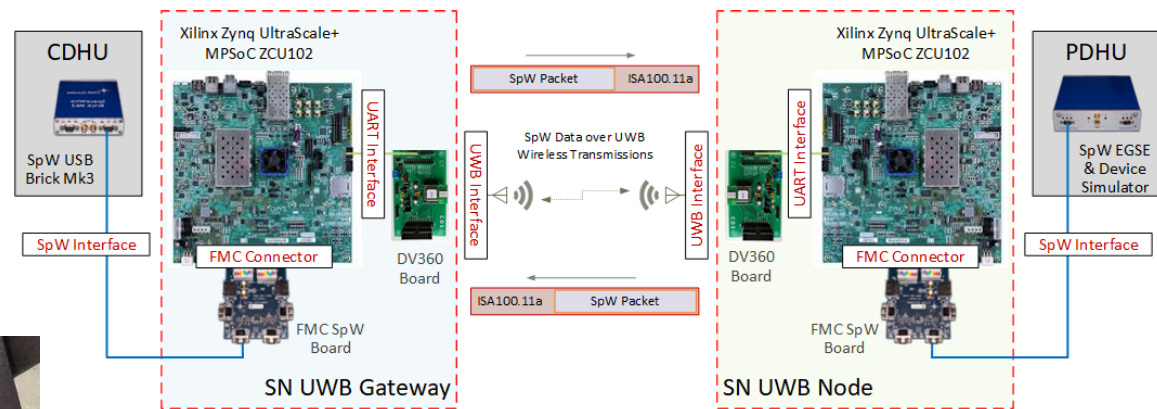 CDHU
SpW USB
Brick Mk3
SpW Interface
Xilinx Zynq UltraScale+
MPSoC ZCU102
UART Interface
FMC Connector
DV360
Board
FMC SpW
Board
SN UWB Gateway
UWB Interface
SpW Packet
ISA100.11a
SpW Data over UWB
Wireless Transmissions
ISA100.11a
SpW Packet
UWB Interface
Xilinx Zynq UltraScale+
MPSoC ZCU102
UART Interface
FMC Connector
DV360
Board
FMC SpW
Board
SN UWB Node
PDHU
SpW EGSE
& Device
Simulator
SpW Interface